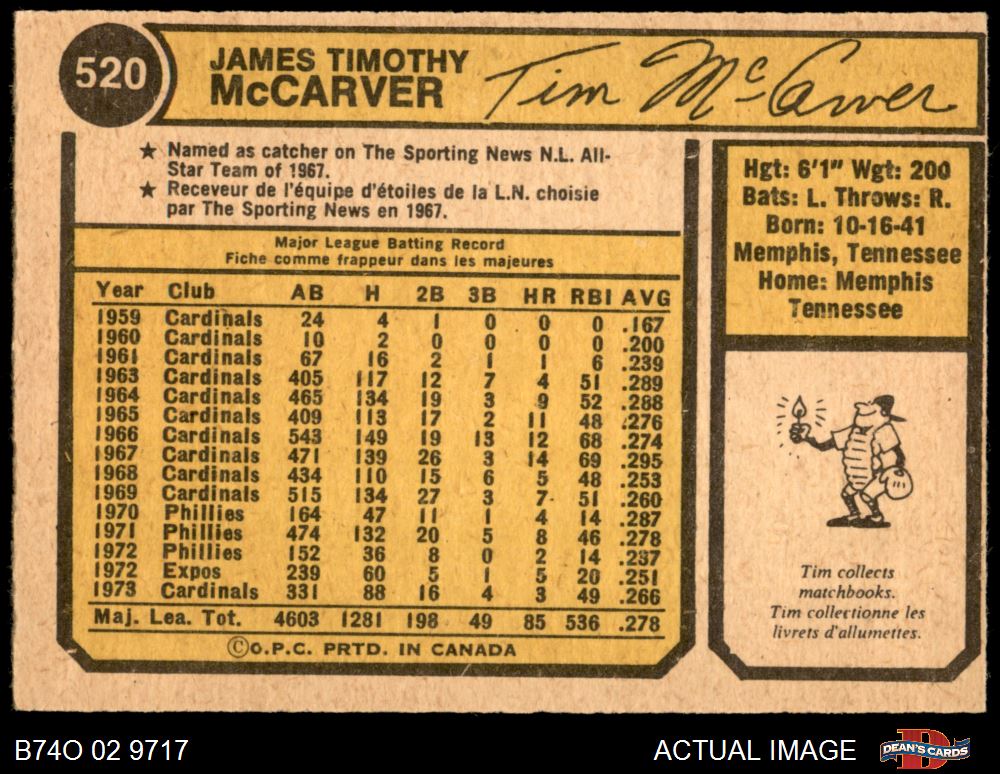 520
JAMES TIMOTHY
McCARVER
Tim McCarver
★ Named as catcher on The Sporting News N.L. All-
Star Team of 1967.
★ Receveur de l'équipe d'étoiles de la L.N. choisie
par The Sporting News en 1967.
Major League Batting Record
Fiche comme frappeur dans les majeures
Year Club AB H 2B 3B HR RBI AVG
1959 Cardinals 24 4 1 0 0 0 .167
1960 Cardinals 10 2 0 0 0 0 .200
1961 Cardinals 67 16 2 1 1 6 .239
1963 Cardinals 405 117 12 7 4 51 .289
1964 Cardinals 465 134 19 3 9 52 .288
1965 Cardinals 409 113 17 2 11 48 .276
1966 Cardinals 543 149 19 13 12 68 .274
1967 Cardinals 471 139 26 3 14 69 .295
1968 Cardinals 434 110 15 6 5 48 .253
1969 Cardinals 515 134 27 3 7 51 .260
1970 Phillies 164 47 11 1 4 14 .287
1971 Phillies 474 132 20 5 8 46 .278
1972 Phillies 152 36 8 0 2 14 .237
1972 Expos 239 60 5 1 5 20 .251
1973 Cardinals 331 88 16 4 3 49 .266
Maj. Lea. Tot. 4603 1281 198 49 85 536 .278
©O.P.C. PRTD. IN CANADA
Hgt: 6'1" Wgt: 200
Bats: L. Throws: R.
Born: 10-16-41
Memphis, Tennessee
Home: Memphis
Tennessee
Tim collects
matchbooks.
Tim collectionne les
livrets d'allumettes.
B74O 02 9717
ACTUAL IMAGE
DEAN'S CARDS